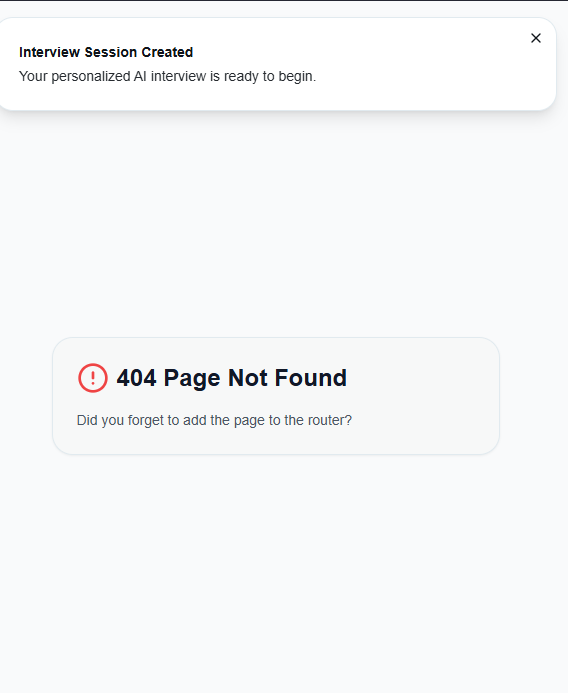 Interview Session Created
Your personalized AI interview is ready to begin.
404 Page Not Found
Did you forget to add the page to the router?